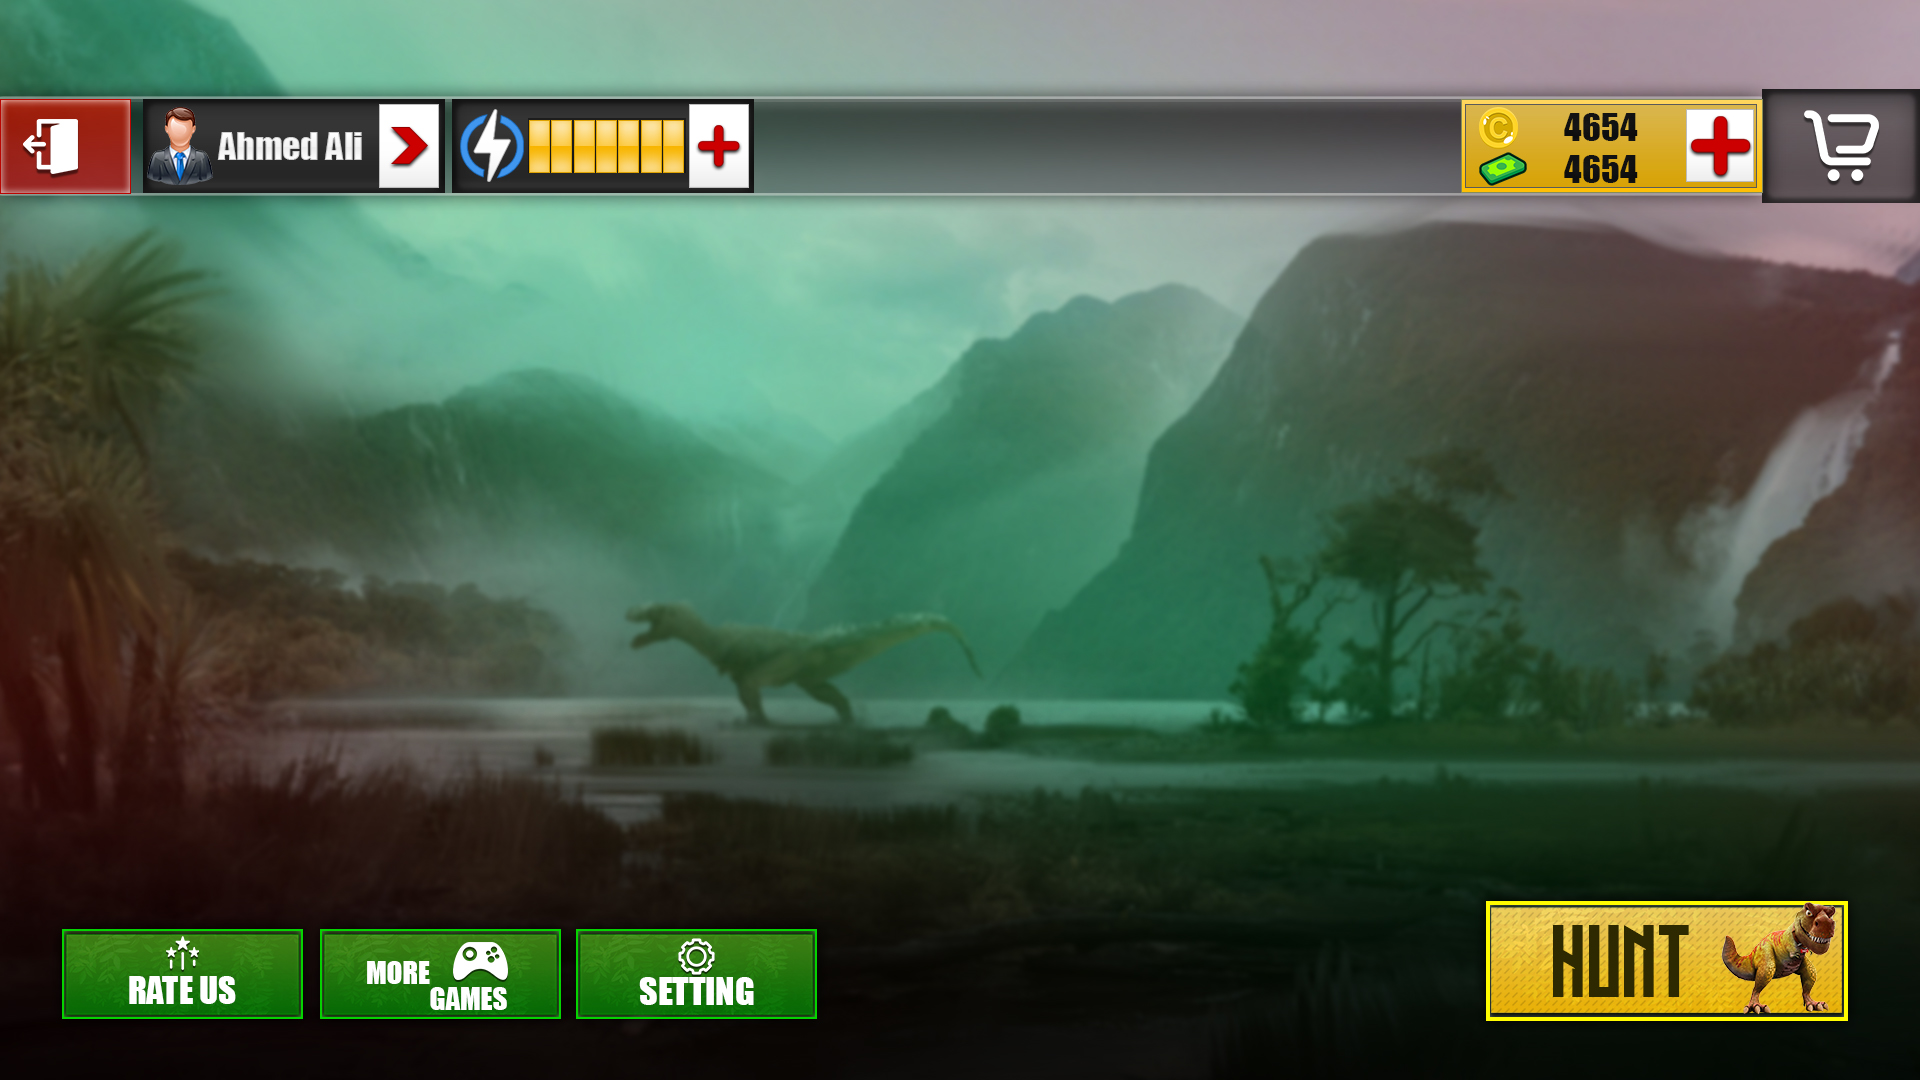 Ahmed Ali
4654
4654
RATE US
MORE
GAMES
SETTING
HUNT